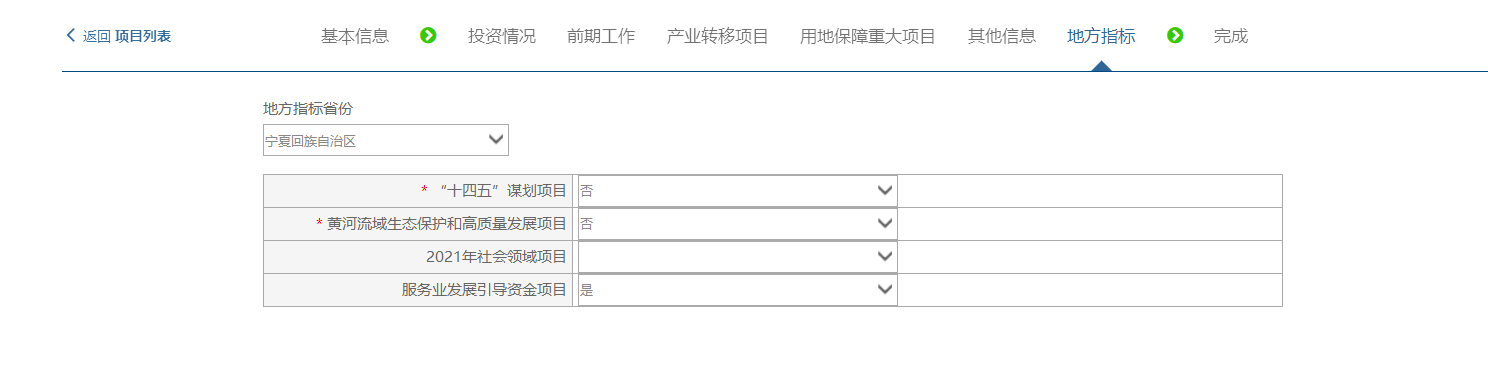 返回 项目列表 基本信息 投资情况 前期工作 产业转移项目 用地保障重大项目 其他信息 地方指标 完成
地方指标省份
宁夏回族自治区
* “十四五”谋划项目 否
* 黄河流域生态保护和高质量发展项目 否
2021年社会领域项目
服务业发展引导资金项目 是